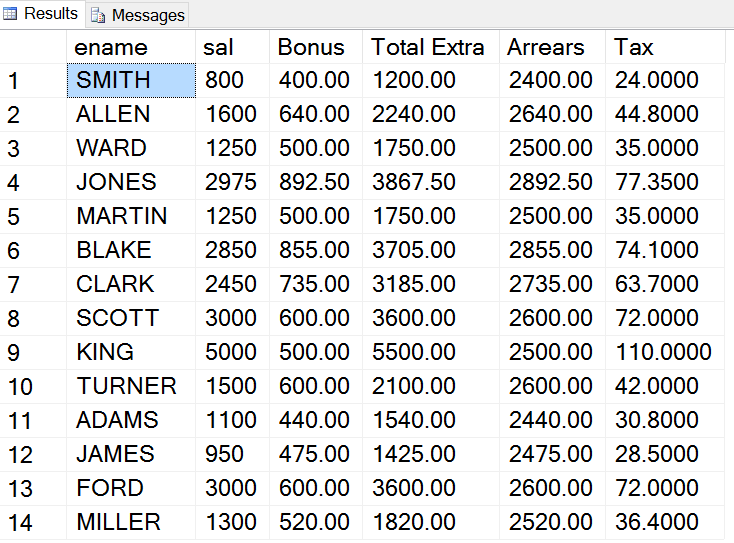 Results Messages
ename sal Bonus Total Extra Arrears Tax
1 SMITH 800 400.00 1200.00 2400.00 24.0000
2 ALLEN 1600 640.00 2240.00 2640.00 44.8000
3 WARD 1250 500.00 1750.00 2500.00 35.0000
4 JONES 2975 892.50 3867.50 2892.50 77.3500
5 MARTIN 1250 500.00 1750.00 2500.00 35.0000
6 BLAKE 2850 855.00 3705.00 2855.00 74.1000
7 CLARK 2450 735.00 3185.00 2735.00 63.7000
8 SCOTT 3000 600.00 3600.00 2600.00 72.0000
9 KING 5000 500.00 5500.00 2500.00 110.0000
10 TURNER 1500 600.00 2100.00 2600.00 42.0000
11 ADAMS 1100 440.00 1540.00 2440.00 30.8000
12 JAMES 950 475.00 1425.00 2475.00 28.5000
13 FORD 3000 600.00 3600.00 2600.00 72.0000
14 MILLER 1300 520.00 1820.00 2520.00 36.4000